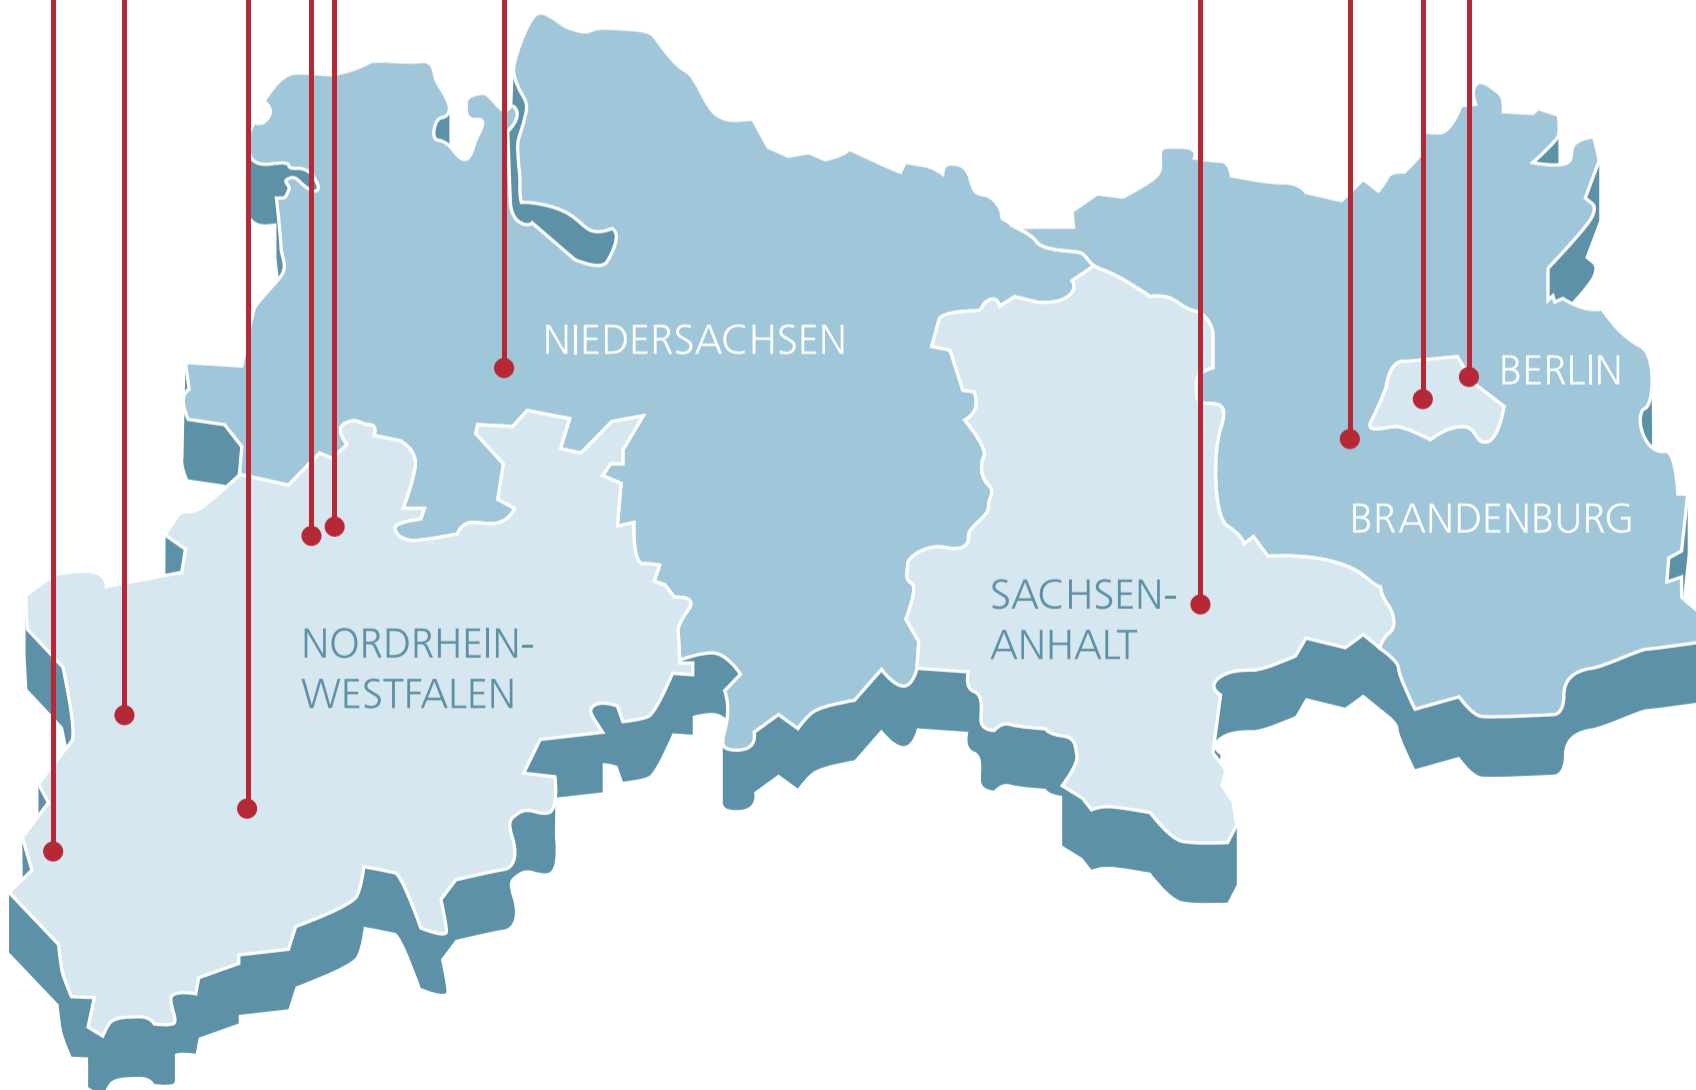 NIEDERSACHSEN
BERLIN
BRANDENBURG
SACHSEN-
ANHALT
NORDRHEIN-
WESTFALEN